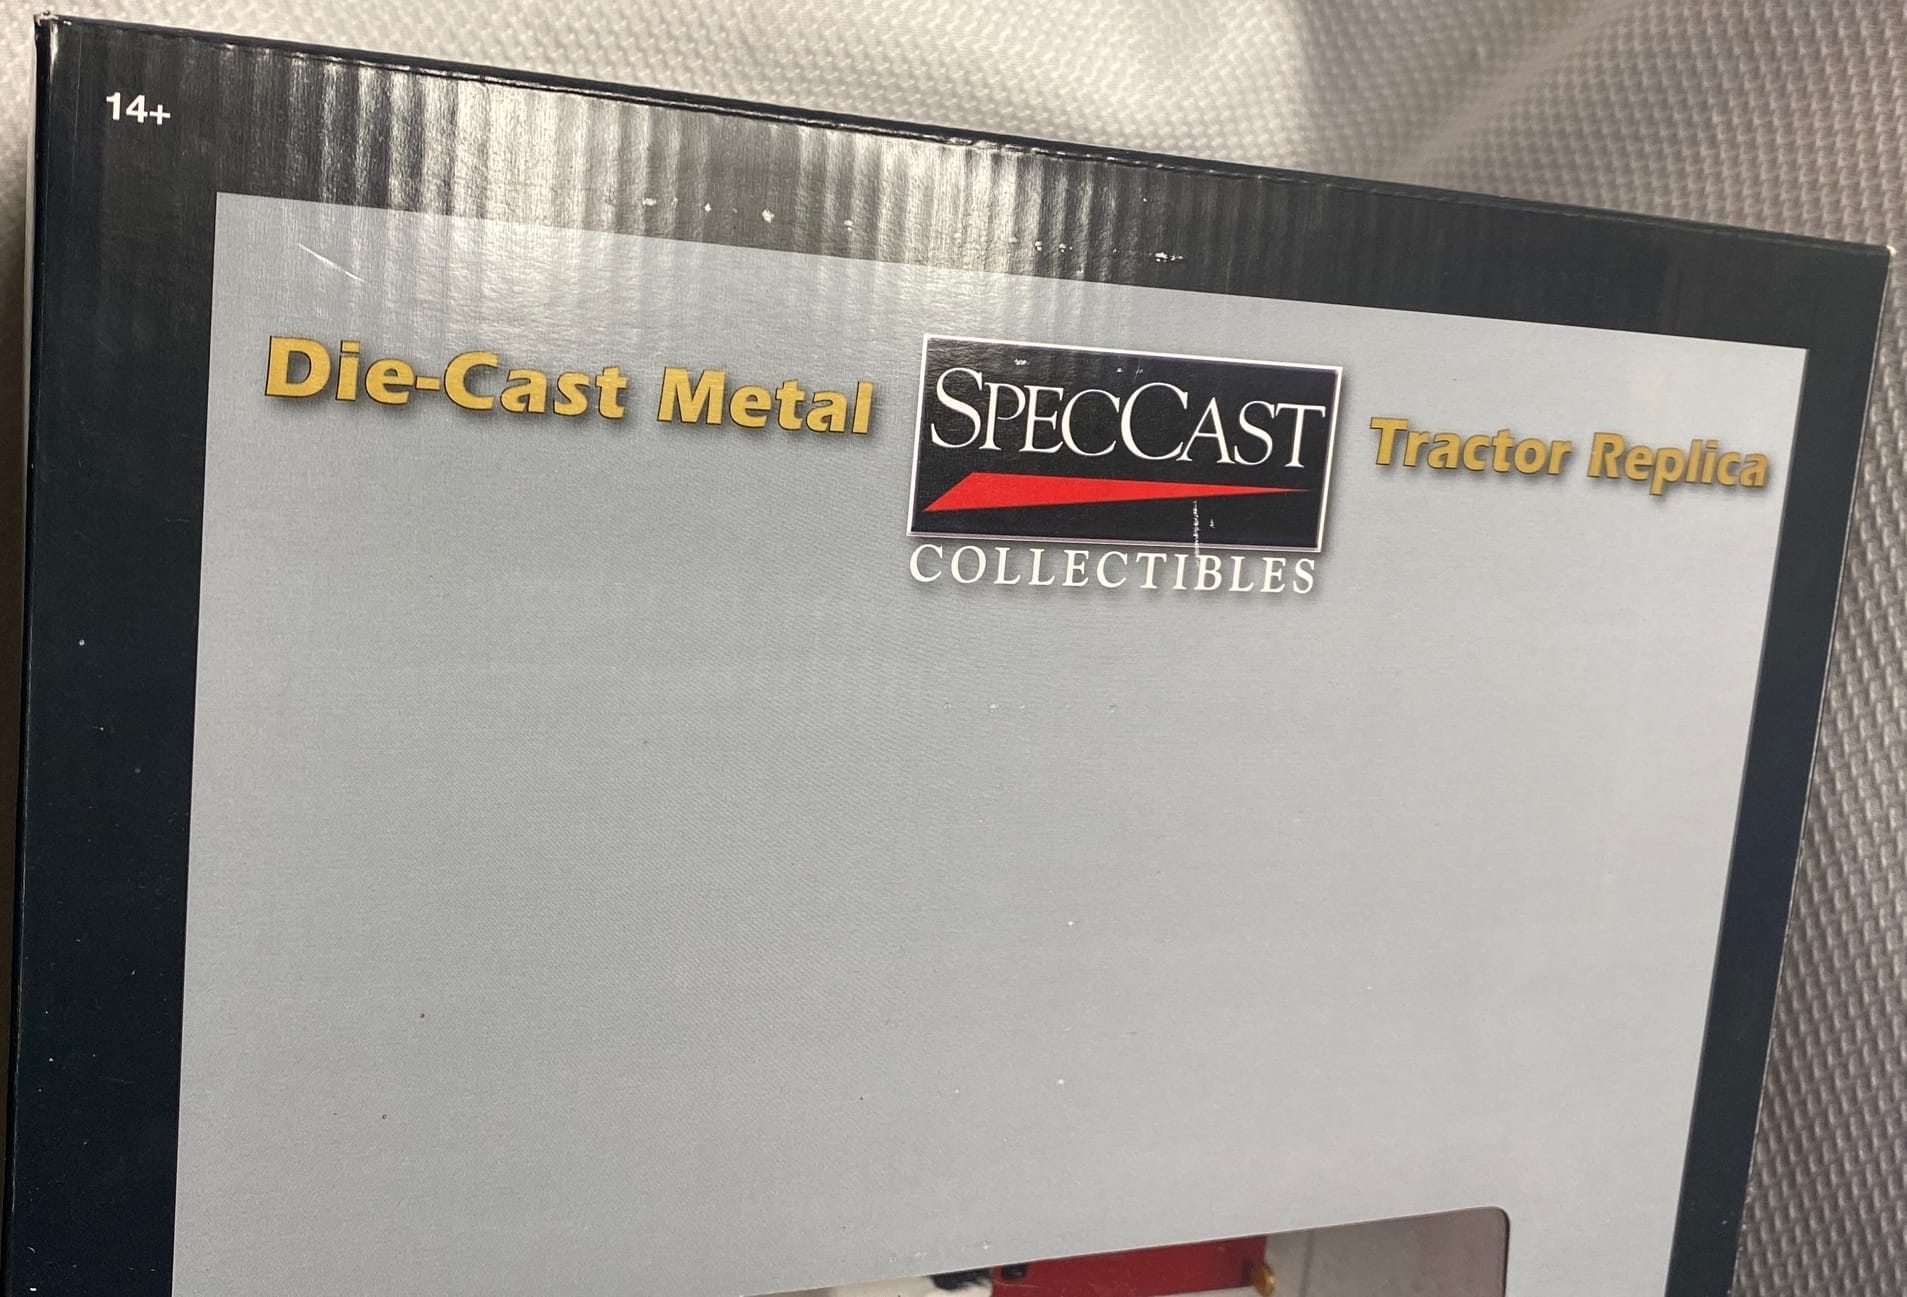 14+
Die-Cast Metal
SPECCAST
COLLECTIBLES
Tractor Replica